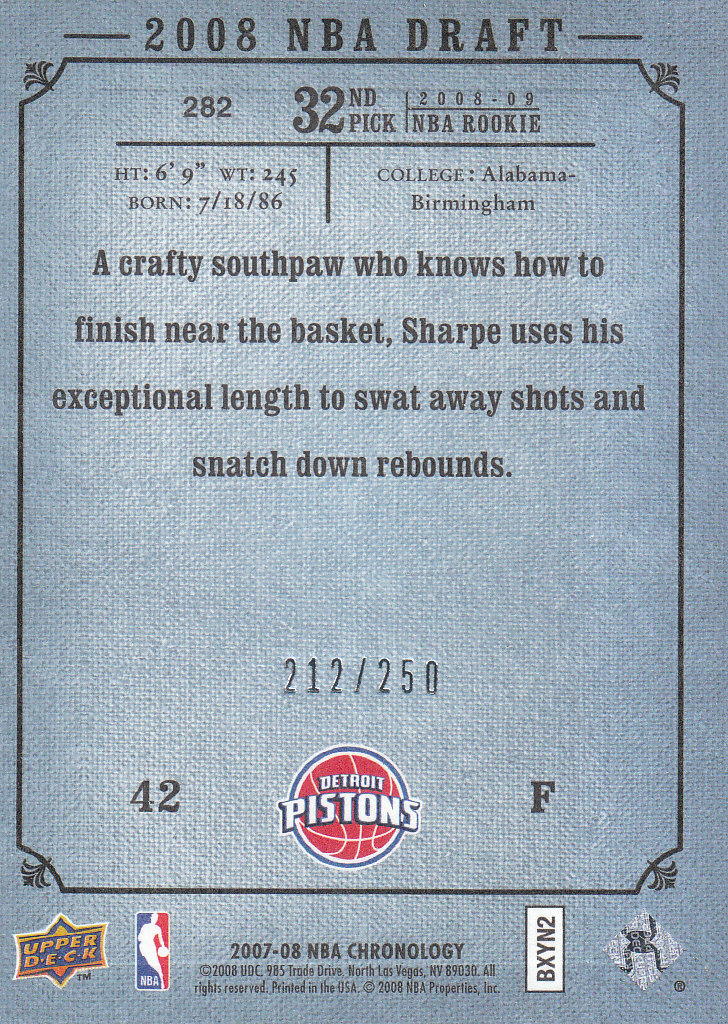 2008 NBA DRAFT
282
32ND PICK
2008-09
NBA ROOKIE
HT: 6' 9" WT: 245
BORN: 7/18/86
COLLEGE: Alabama-
Birmingham
A crafty southpaw who knows how to
finish near the basket, Sharpe uses his
exceptional length to swat away shots and
snatch down rebounds.
212/250
42
DETROIT
PISTONS
F
UPPER
D·E·C·K
TM
NBA
2007-08 NBA CHRONOLOGY
©2008 UDC. 985 Trade Drive, North Las Vegas, NV 89030. All
rights reserved. Printed in the USA. © 2008 NBA Properties, Inc.
BXYN2
®